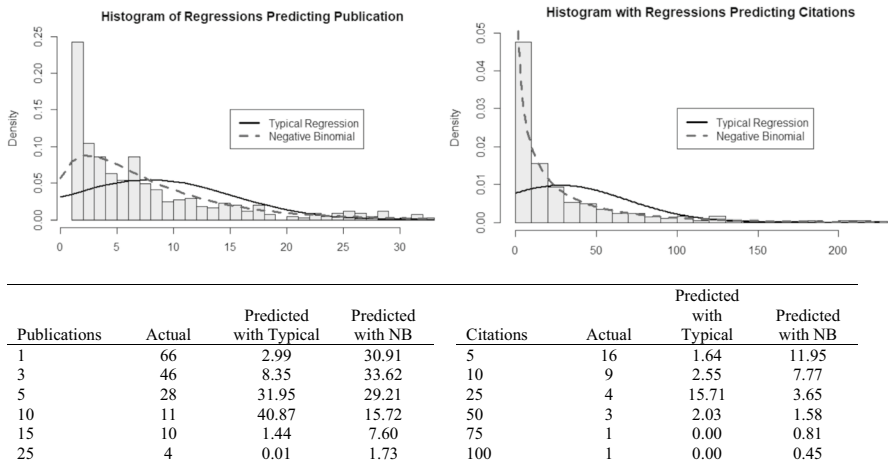 Histogram of Regressions Predicting Publication
Density
0.00 0.05 0.10 0.15 0.20 0.25
Typical Regression
Negative Binomial
0 5 10 15 20 25 30
Histogram with Regressions Predicting Citations
Density
0.00 0.01 0.02 0.03 0.04 0.05
Typical Regression
Negative Binomial
0 50 100 150 200
Predicted
Predicted Predicted with Predicted
Publications Actual with Typical with NB Citations Actual Typical with NB
1 66 2.99 30.91 5 16 1.64 11.95
3 46 8.35 33.62 10 9 2.55 7.77
5 28 31.95 29.21 25 4 15.71 3.65
10 11 40.87 15.72 50 3 2.03 1.58
15 10 1.44 7.60 75 1 0.00 0.81
25 4 0.01 1.73 100 1 0.00 0.45